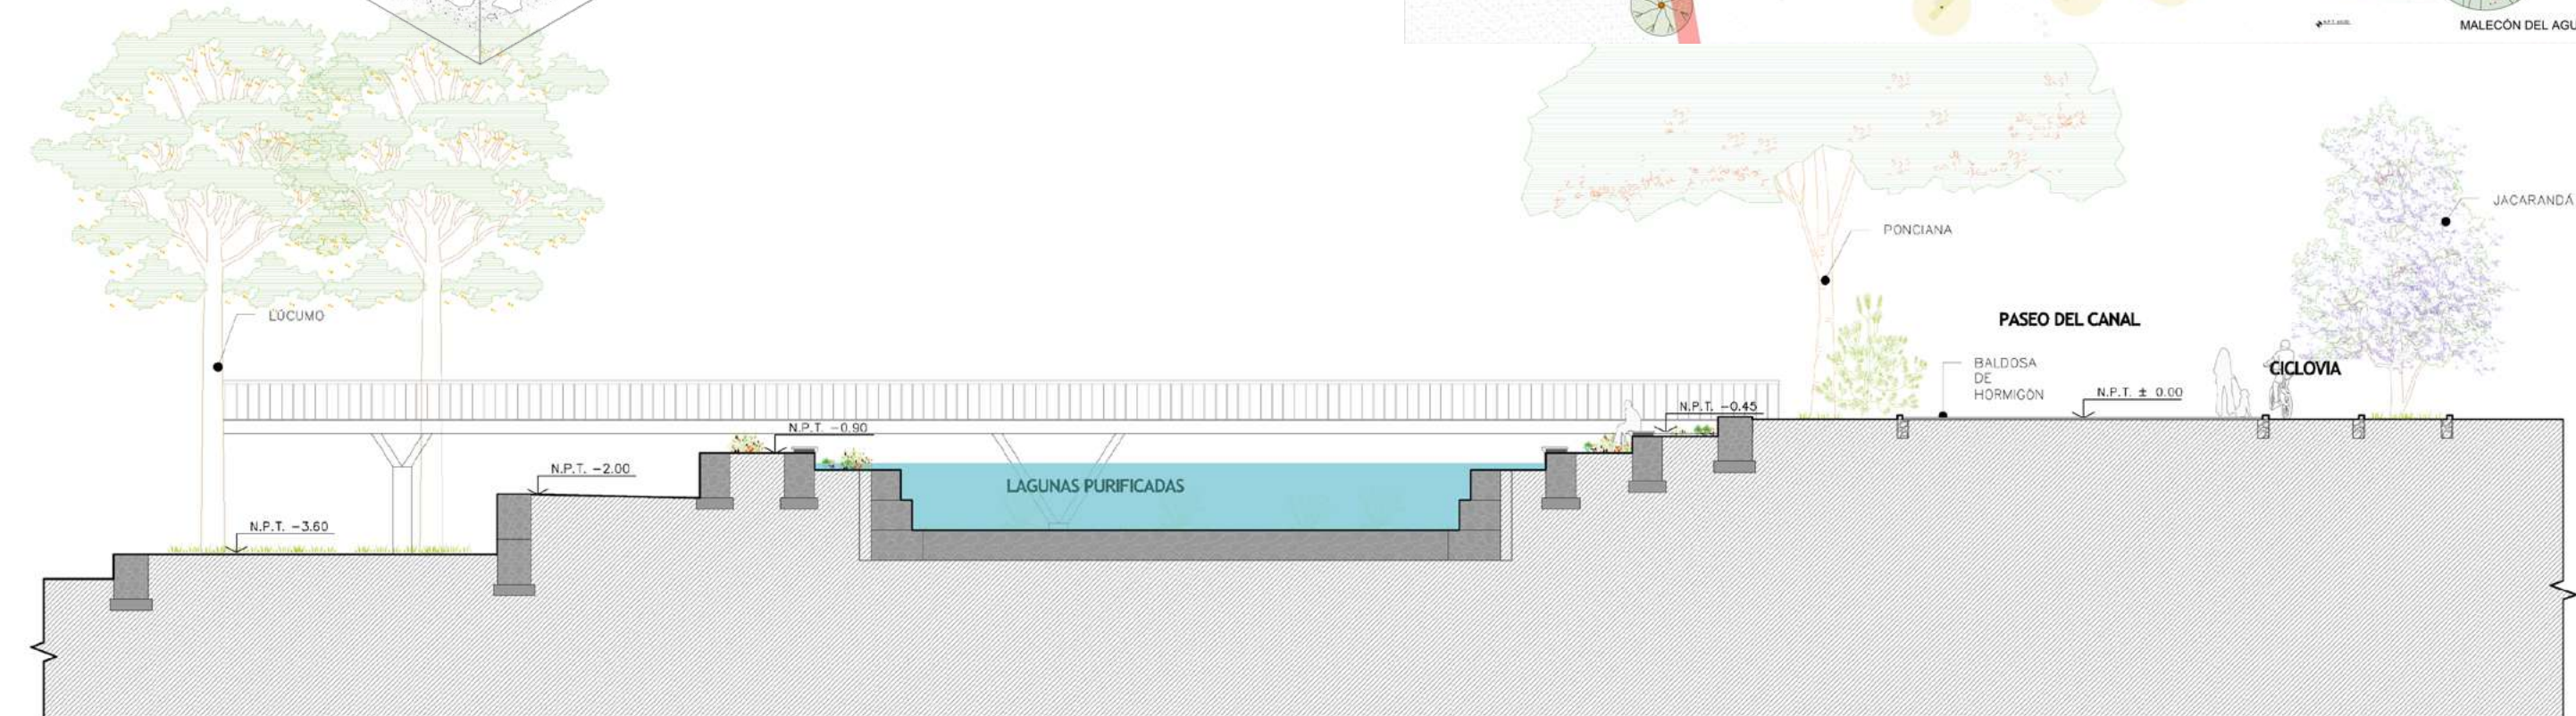 MALECÓN DEL AGU
JACARANDÁ
PONCIANA
LÚCUMO
PASEO DEL CANAL
BALDOSA
DE
HORMIGÓN
CICLOVIA
N.P.T. ± 0.00
N.P.T. -0.45
N.P.T. -0.90
N.P.T. -2.00
LAGUNAS PURIFICADAS
N.P.T. -3.60